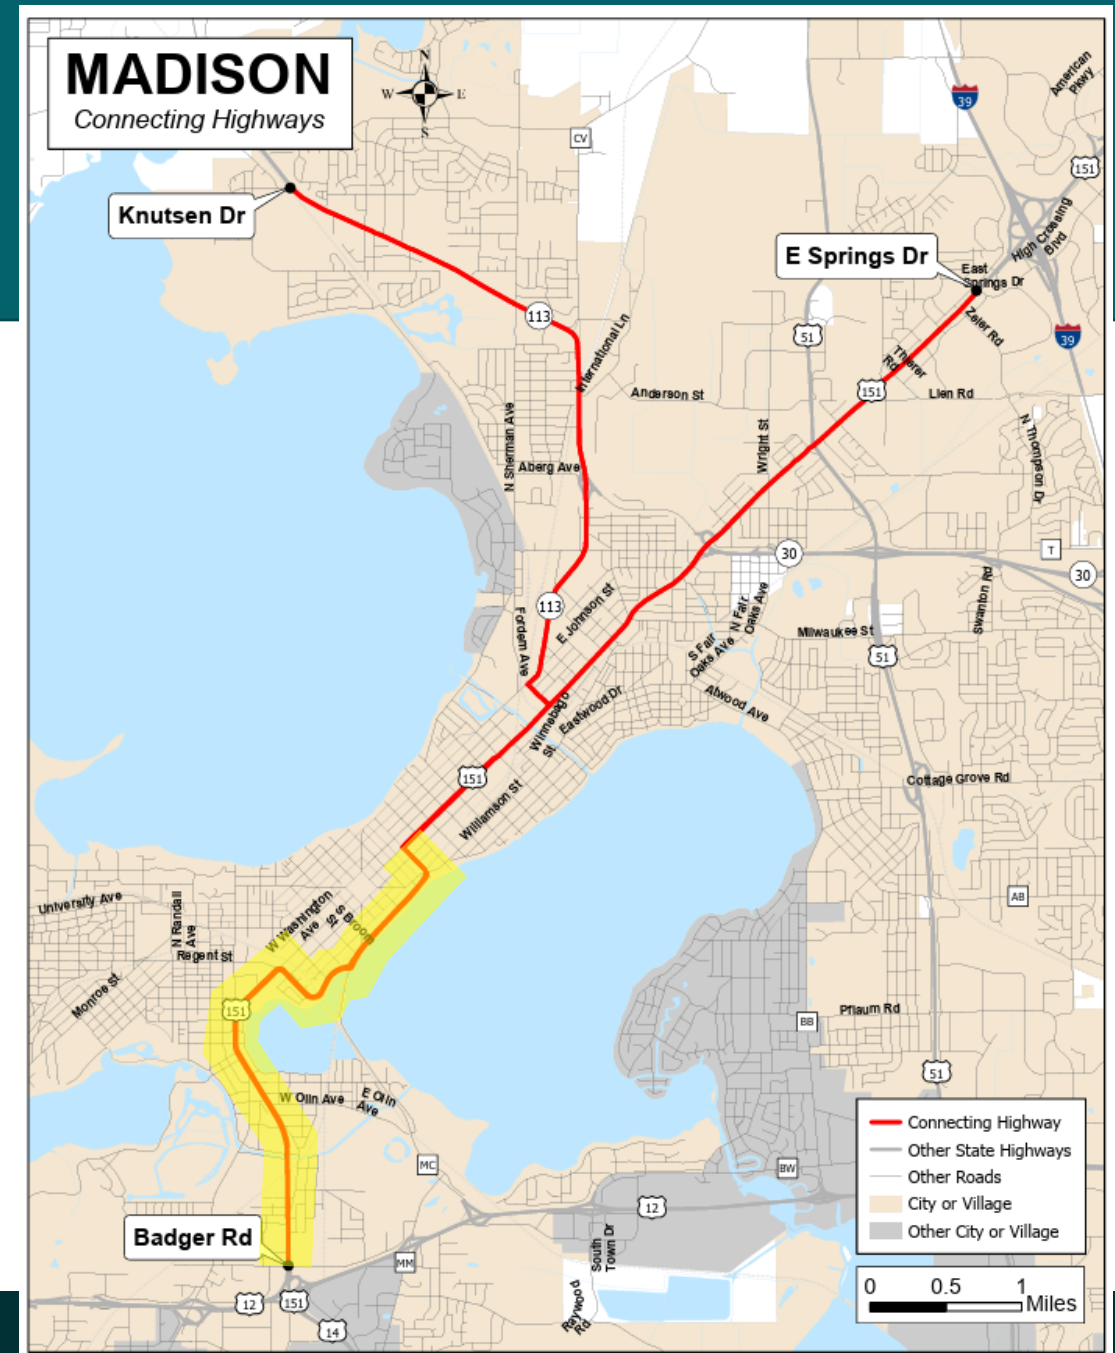 MADISON
Connecting Highways
N
W
E
S
CV
39
American
Pkwy
151
Knutsen Dr
High Crossing
Blvd
E Springs Dr
East
Springs Dr
113
International Ln
51
Zeier Rd
39
Thierer
Rd
151
Anderson St
Lien Rd
N Sherman Ave
Wright St
N Thompson Dr
Aberg Ave
30
T
30
113
E Johnson St
Fordem Ave
N Fair
Oaks Ave
Swanton Rd
Milwaukee St
S Fair
Oaks Ave
51
Atwood Ave
Eastwood Dr
Winnebago
St
151
Cottage Grove Rd
Williamson St
University Ave
N Randall
Ave
W Washington
Ave
S Broom
St
AB
Regent St
Monroe St
151
BB
Pflaum Rd
51
W Olin Ave
E Olin
Ave
MC
BW
12
Badger Rd
MM
South
Town Dr
Raywood
Rd
12
151
14
Connecting Highway
Other State Highways
Other Roads
City or Village
Other City or Village
0 0.5 1
Miles